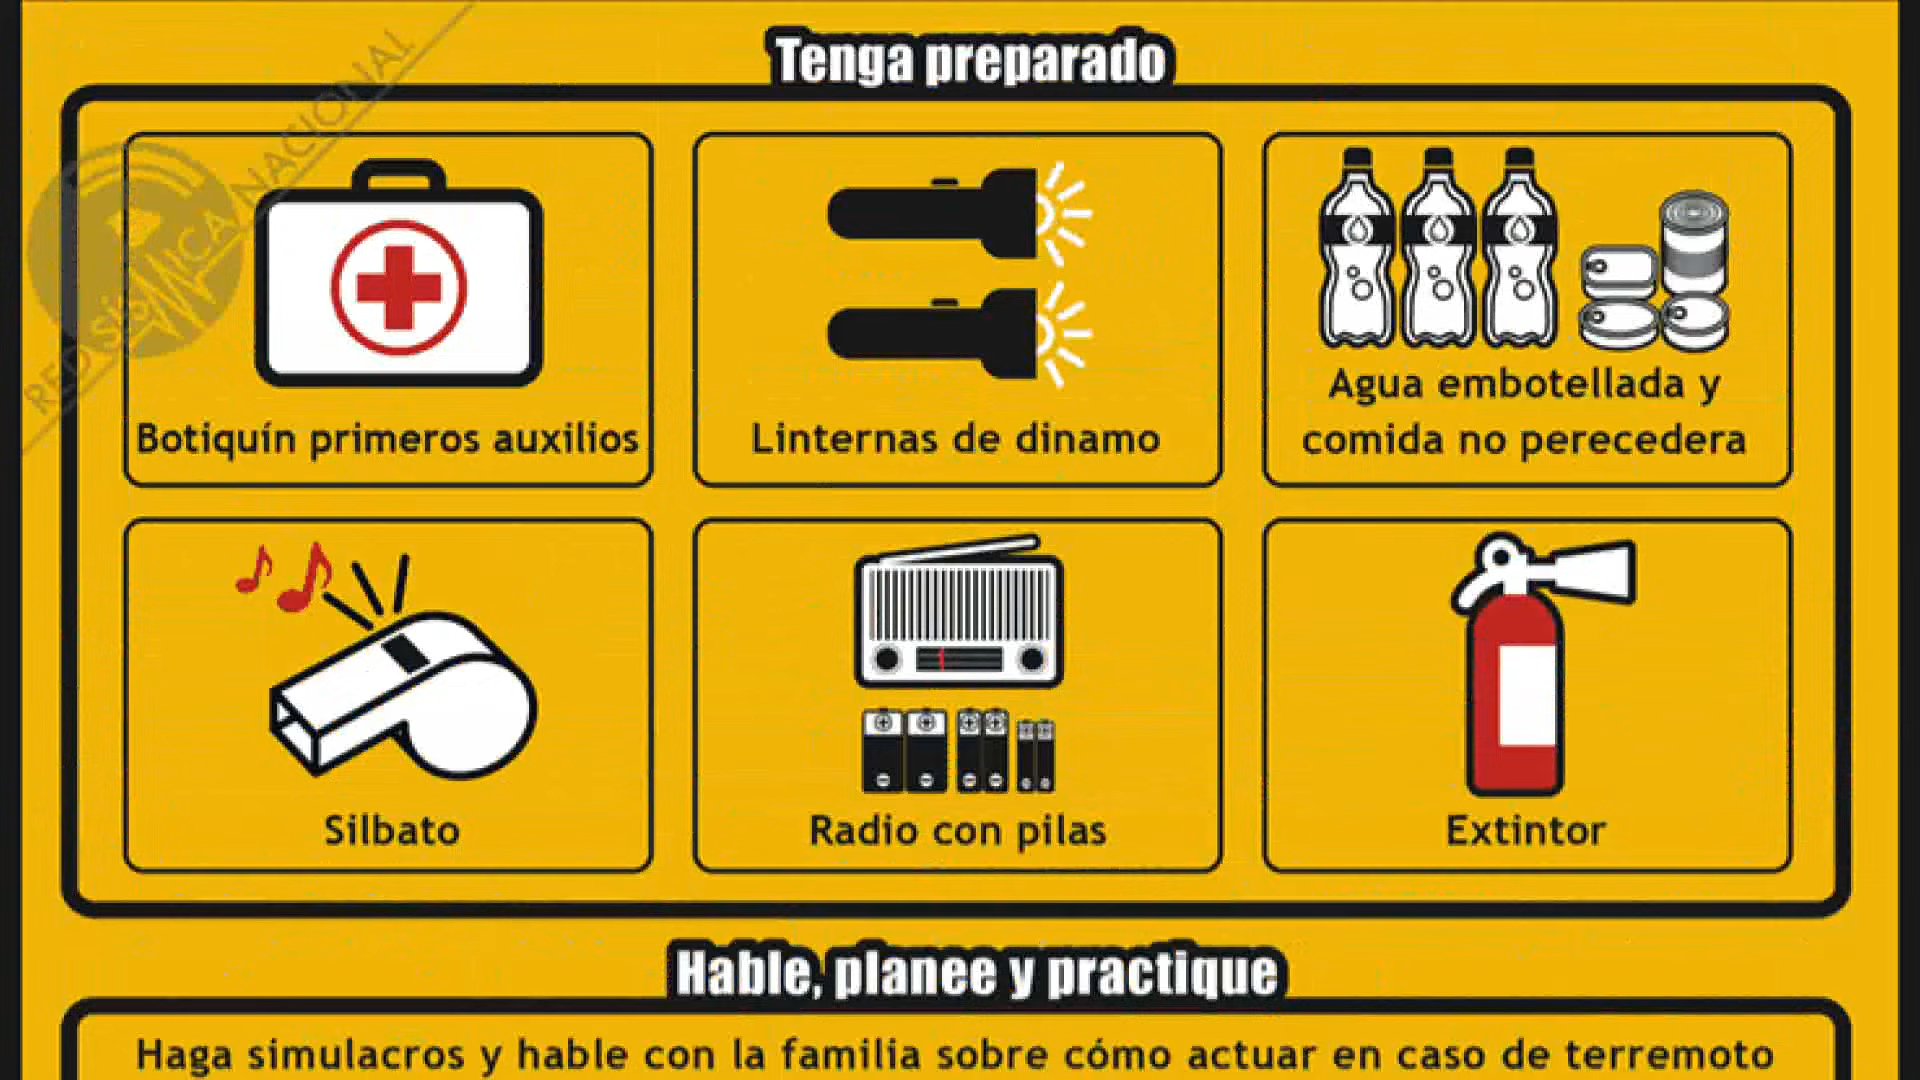 Tenga preparado
RED SÍSMICA NACIONAL
Botiquín primeros auxilios
Linternas de dinamo
Agua embotellada y
comida no perecedera
Silbato
Radio con pilas
Extintor
Hable, planee y practique
Haga simulacros y hable con la familia sobre cómo actuar en caso de terremoto